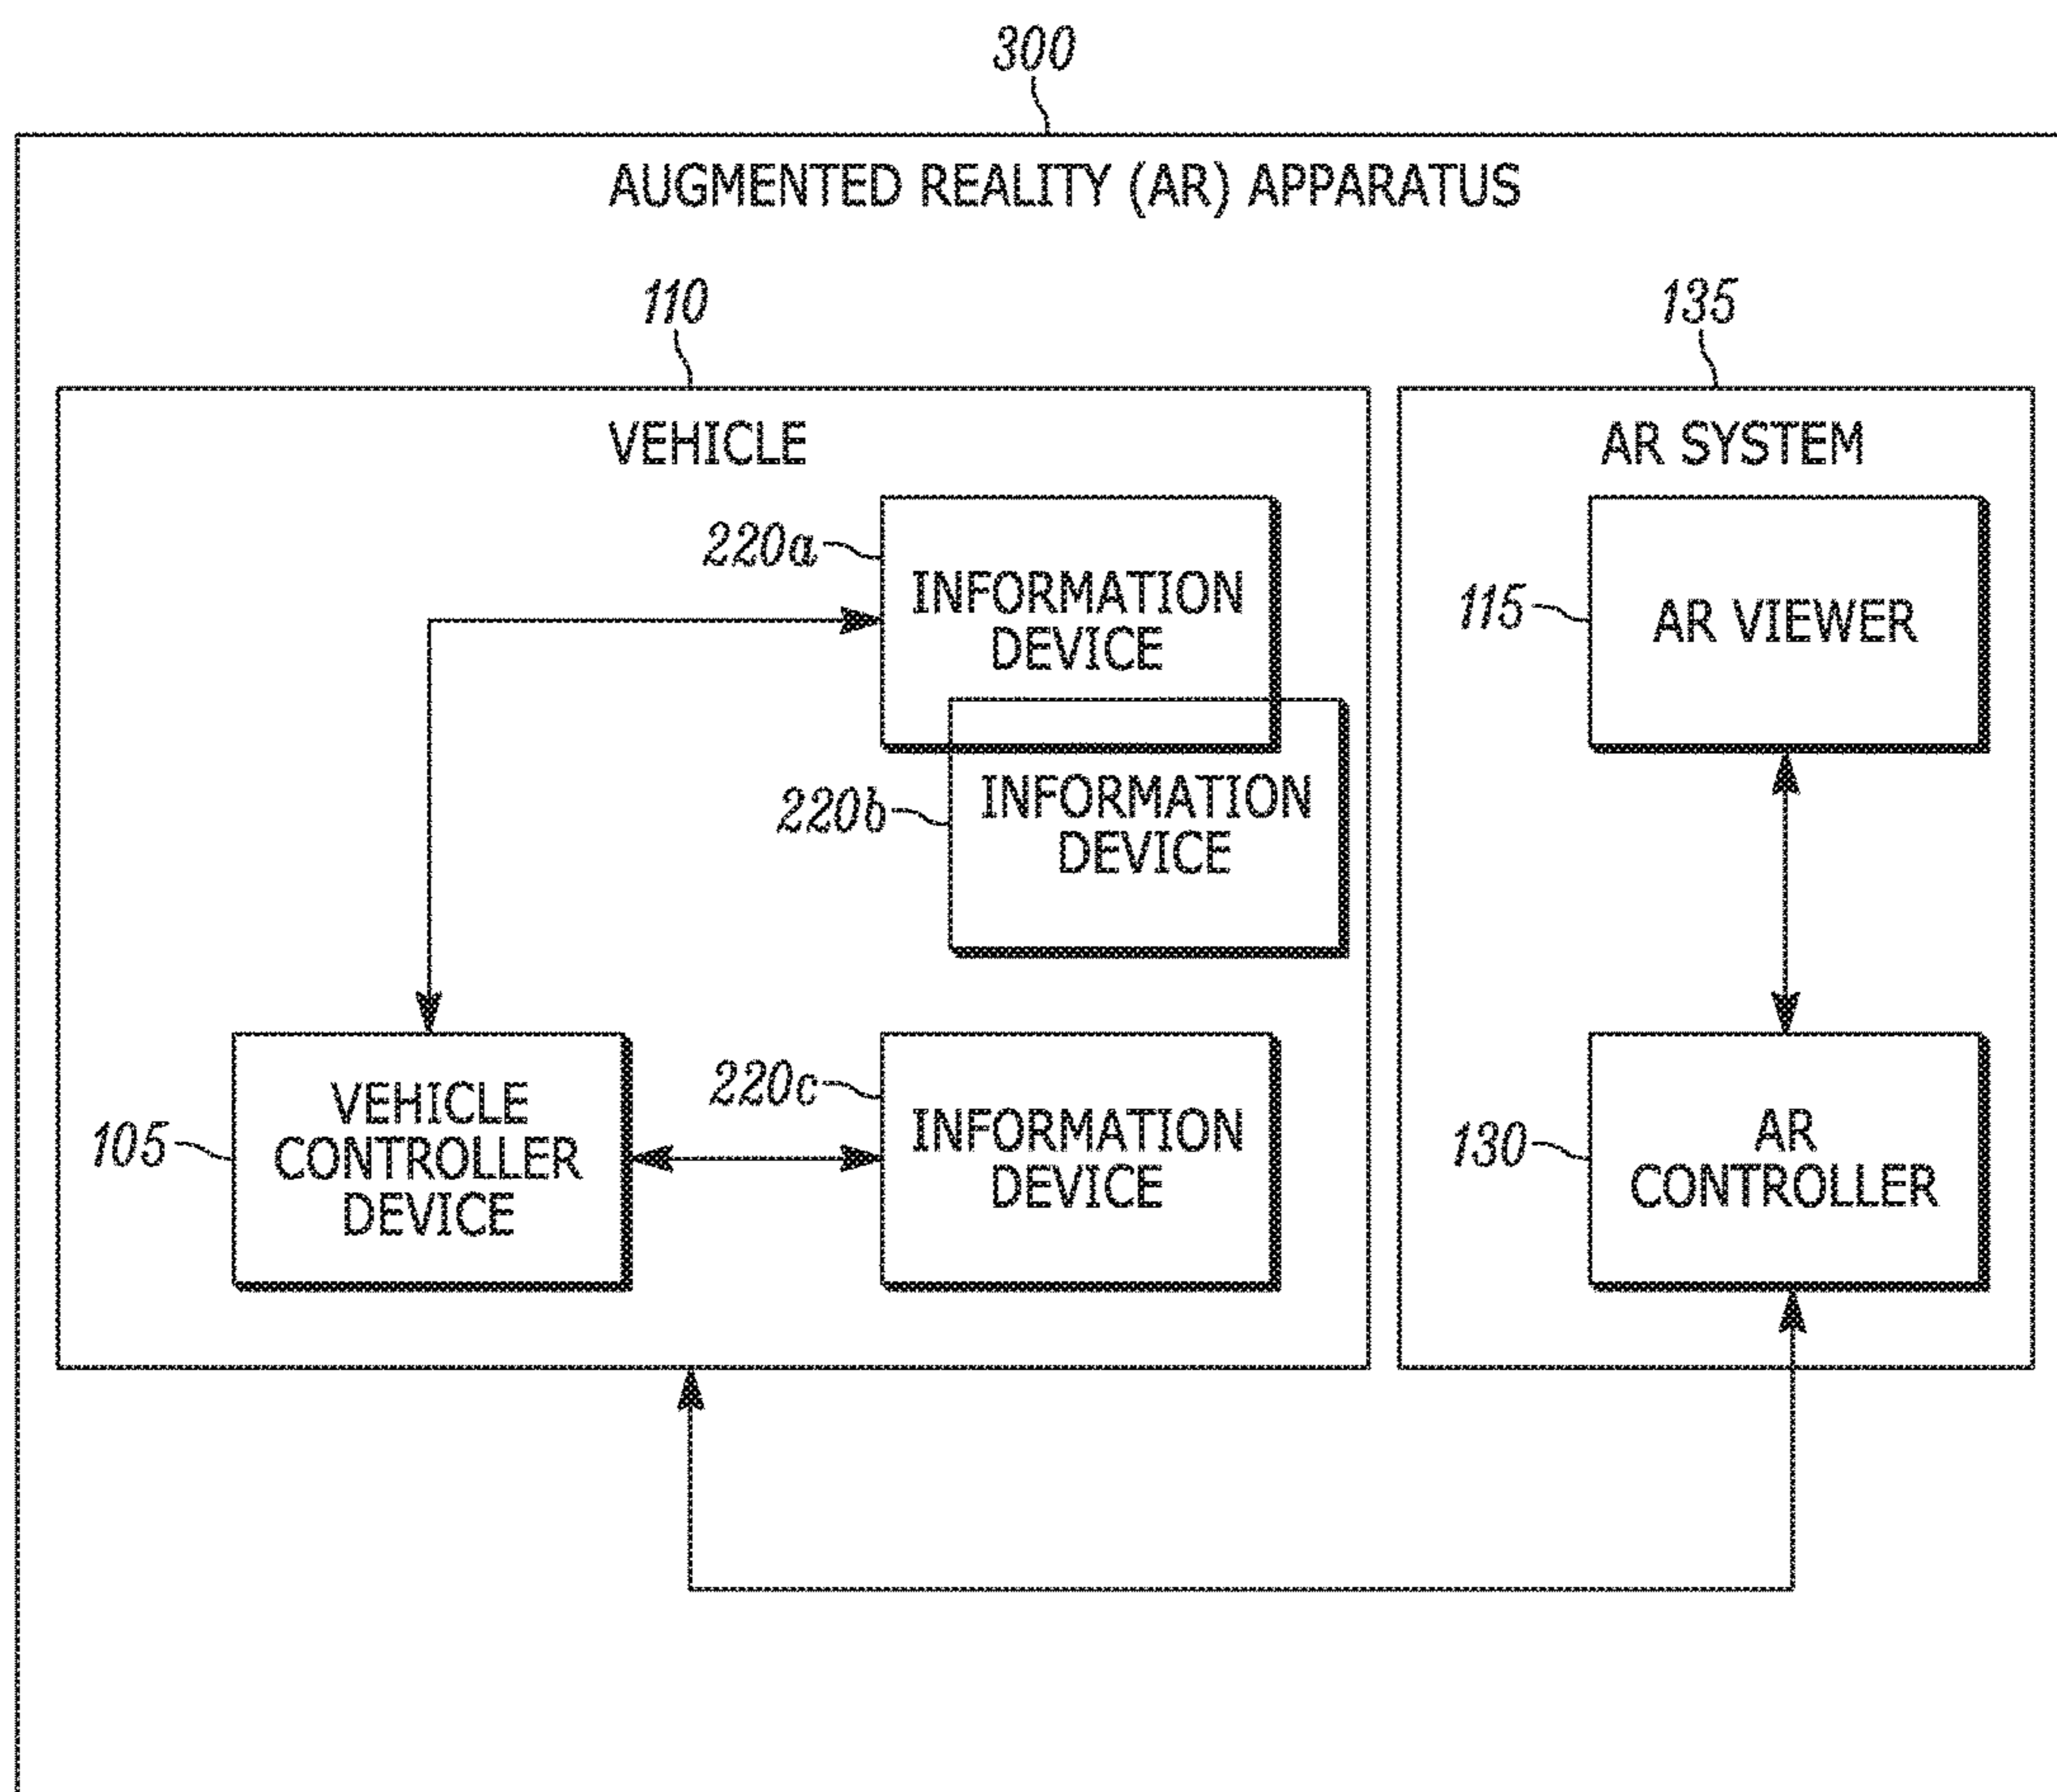 300
AUGMENTED REALITY (AR) APPARATUS
110
VEHICLE
220a
INFORMATION
DEVICE
220b
INFORMATION
DEVICE
105
VEHICLE
CONTROLLER
DEVICE
220c
INFORMATION
DEVICE
135
AR SYSTEM
115
AR VIEWER
130
AR
CONTROLLER